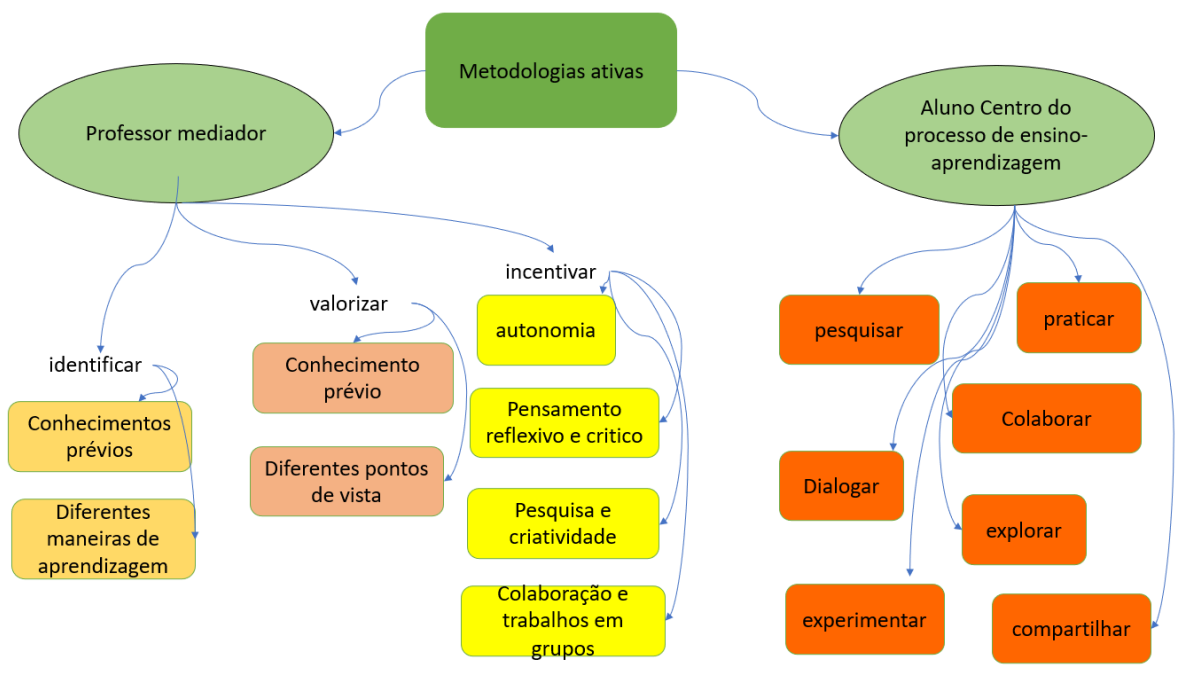 Metodologias ativas
Professor mediador
Aluno Centro do
processo de ensino-
aprendizagem
identificar
Conhecimentos
prévios
Diferentes
maneiras de
aprendizagem
valorizar
Conhecimento
prévio
Diferentes pontos
de vista
incentivar
autonomia
Pensamento
reflexivo e critico
Pesquisa e
criatividade
Colaboração e
trabalhos em
grupos
pesquisar
praticar
Colaborar
Dialogar
explorar
experimentar
compartilhar